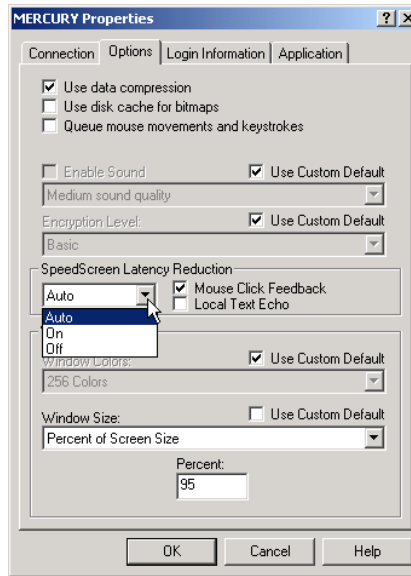 MERCURY Properties
Connection Options Login Information Application
Use data compression
Use disk cache for bitmaps
Queue mouse movements and keystrokes
Enable Sound Use Custom Default
Medium sound quality
Encryption Level: Use Custom Default
Basic
SpeedScreen Latency Reduction
Auto Mouse Click Feedback
Local Text Echo
Auto
On
Off
Window Colors: Use Custom Default
256 Colors
Window Size: Use Custom Default
Percent of Screen Size
Percent:
95
OK Cancel Help